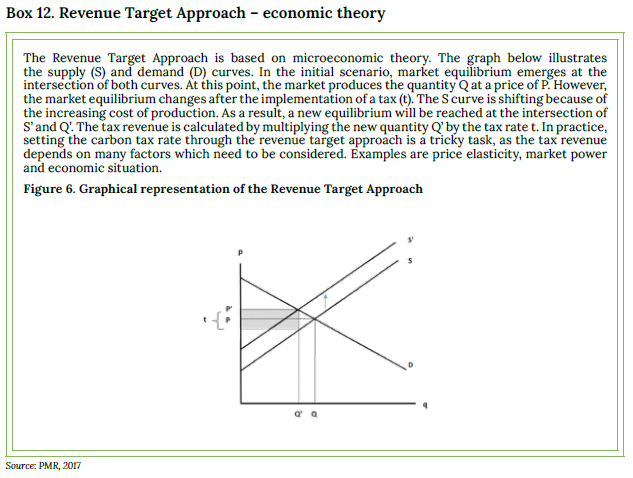 Box 12. Revenue Target Approach – economic theory
The Revenue Target Approach is based on microeconomic theory. The graph below illustrates
the supply (S) and demand (D) curves. In the initial scenario, market equilibrium emerges at the
intersection of both curves. At this point, the market produces the quantity Q at a price of P. However,
the market equilibrium changes after the implementation of a tax (t). The S curve is shifting because of
the increasing cost of production. As a result, a new equilibrium will be reached at the intersection of
S' and Q'. The tax revenue is calculated by multiplying the new quantity Q' by the tax rate t. In practice,
setting the carbon tax rate through the revenue target approach is a tricky task, as the tax revenue
depends on many factors which need to be considered. Examples are price elasticity, market power
and economic situation.
Figure 6. Graphical representation of the Revenue Target Approach
S'
P
S
P'
t { P
D
q
Q' Q
Source: PMR, 2017